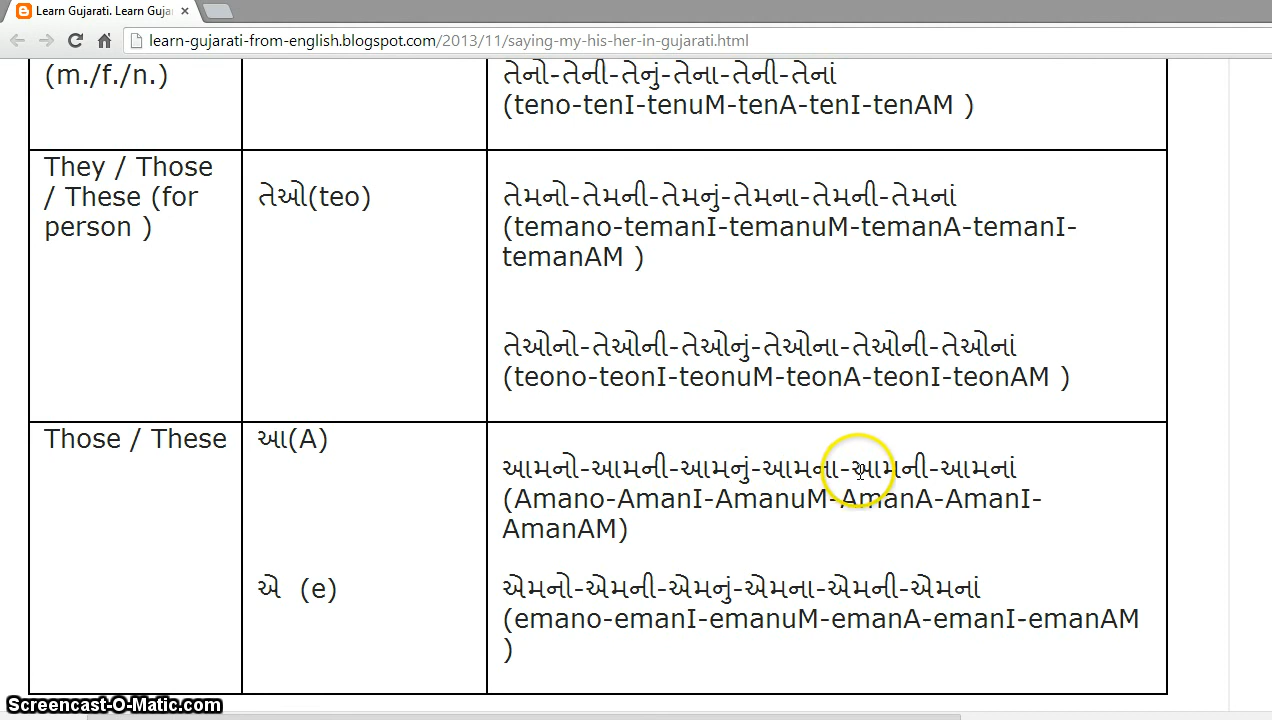 Learn Gujarati. Learn Guja
learn-gujarati-from-english.blogspot.com/2013/11/saying-my-his-her-in-gujarati.html
(m./f./n.)
તેનો-તેની-તેનું-તેના-તેની-તેનાં
(teno-tenI-tenuM-tenA-tenI-tenAM )
They / Those
/ These (for
person )
તેઓ(teo)
તેમનો-તેમની-તેમનું-તેમના-તેમની-તેમનાં
(temano-temanI-temanuM-temanA-temanI-
temanAM )
તેઓનો-તેઓની-તેઓનું-તેઓના-તેઓની-તેઓનાં
(teono-teonI-teonuM-teonA-teonI-teonAM )
Those / These
આ(A)
આમનો-આમની-આમનું-આમના-આમની-આમનાં
(Amano-AmanI-AmanuM-AmanA-AmanI-
AmanAM)
એ (e)
એમનો-એમની-એમનું-એમના-એમની-એમનાં
(emano-emanI-emanuM-emanA-emanI-emanAM
)
Screencast-O-Matic.com